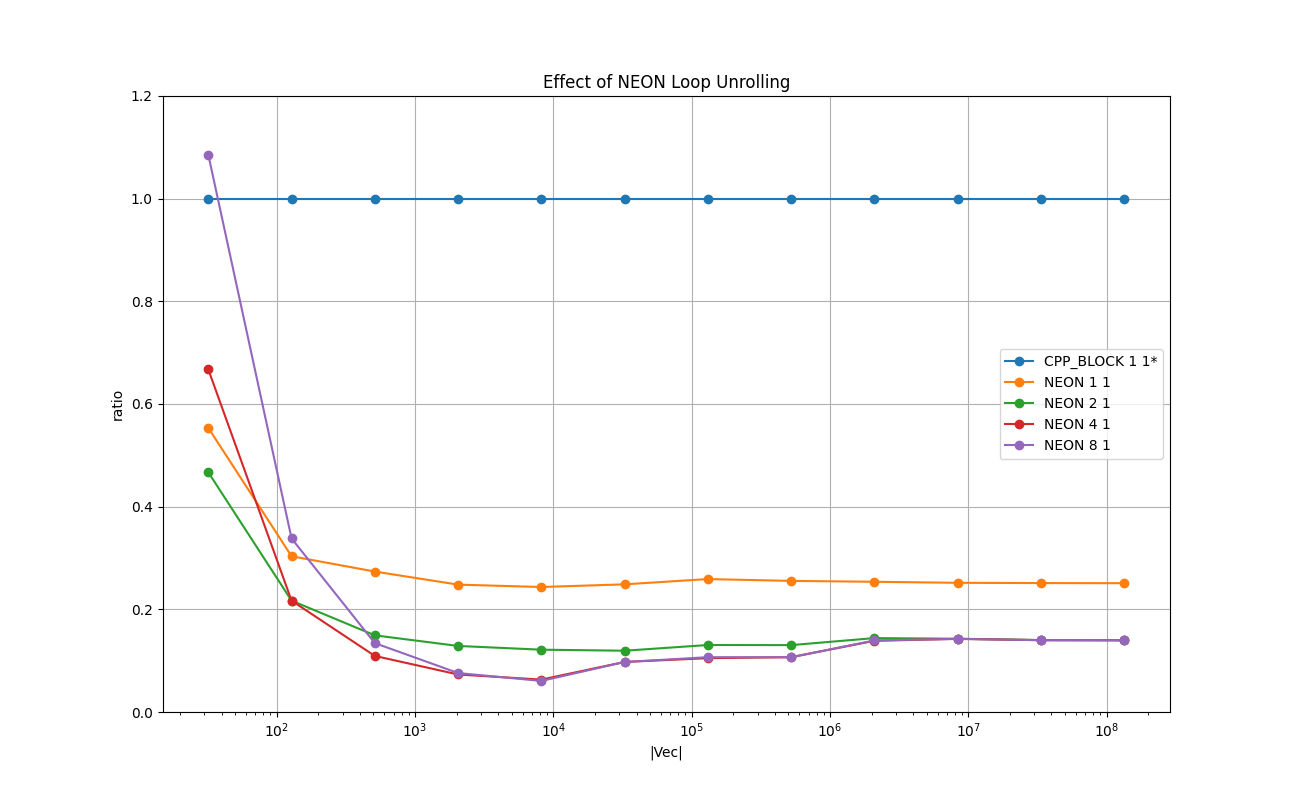 Effect of NEON Loop Unrolling
1.2
1.0
0.8
0.6
0.4
0.2
0.0
ratio
CPP_BLOCK 1 1*
NEON 1 1
NEON 2 1
NEON 4 1
NEON 8 1
10² 10³ 10⁴ 10⁵ 10⁶ 10⁷ 10⁸
|Vec|